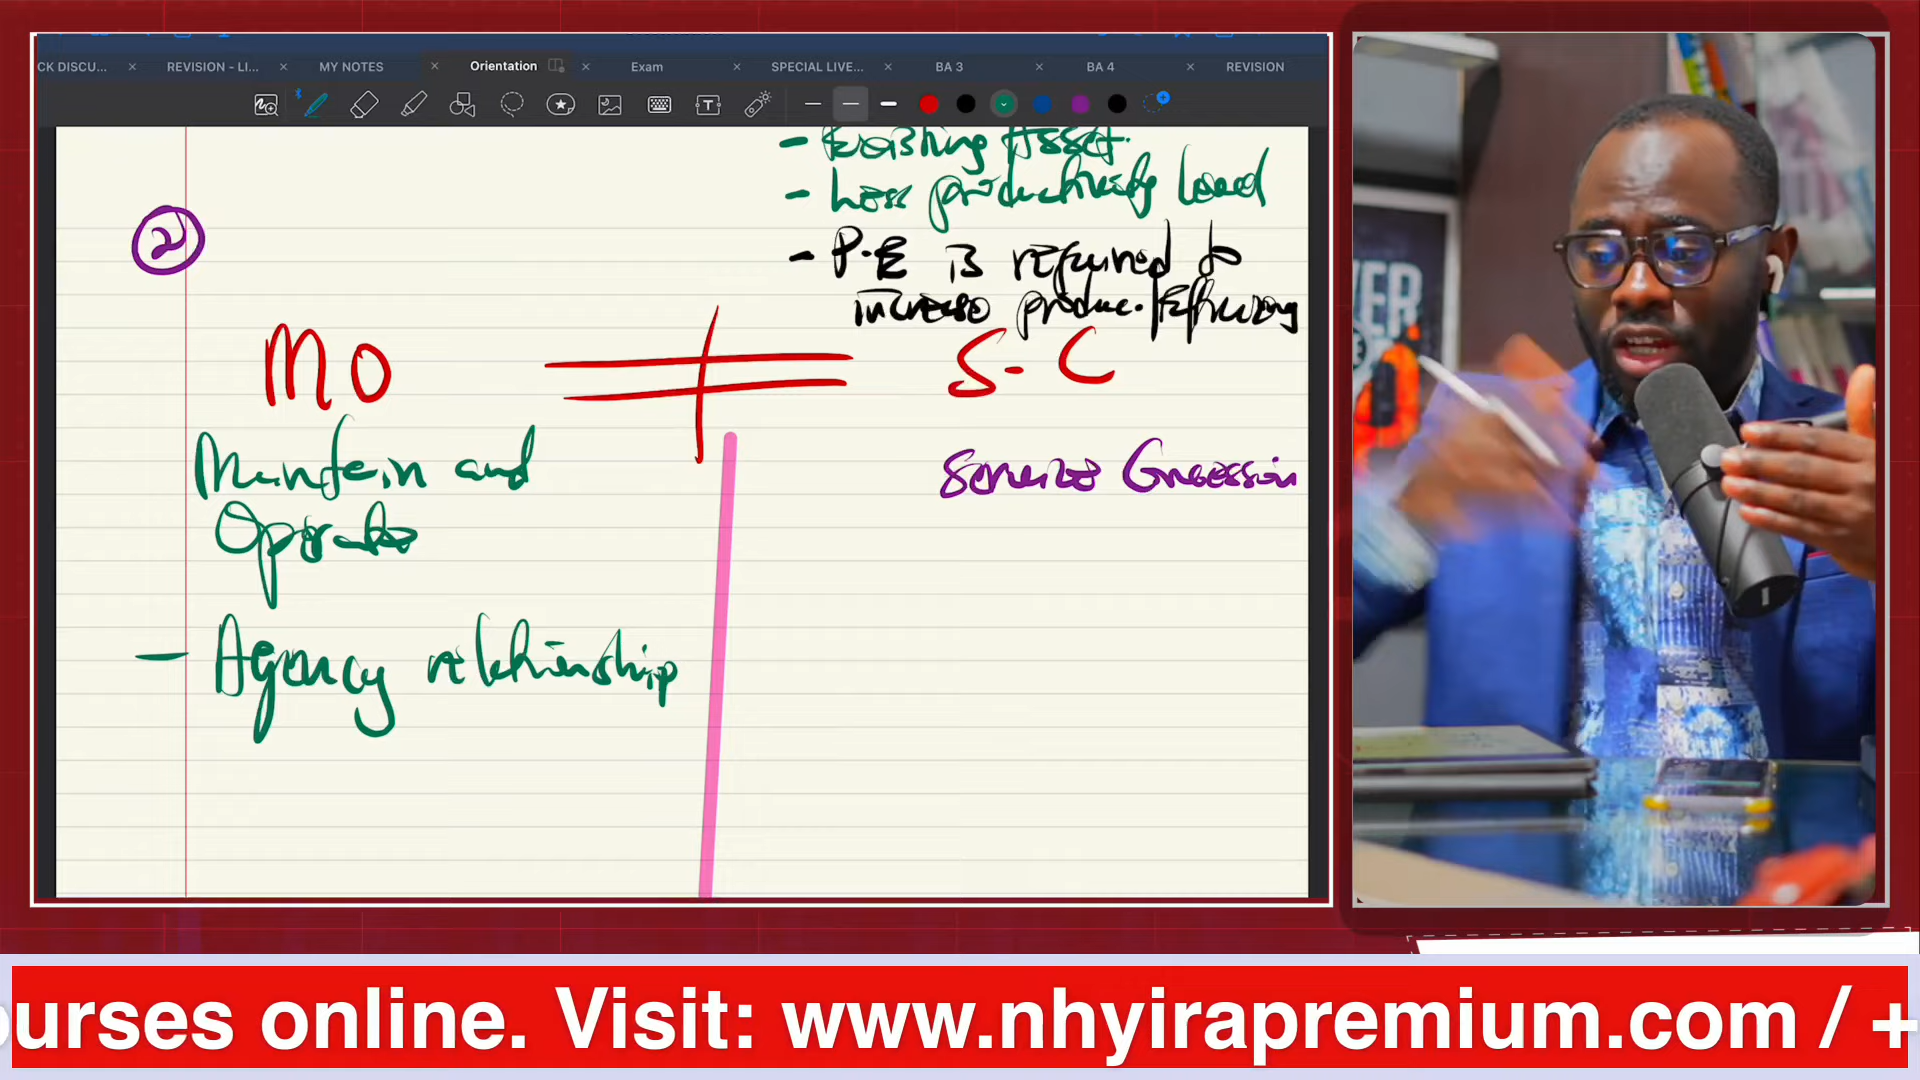 CK DISCU... REVISION - LI... MY NOTES Orientation Exam SPECIAL LIVE... BA 3 BA 4 REVISION
- Existing Asset.
- Less productivity Level
- P.E is required to
increase produc./Efficiency
2
MO
S-C
Maintain and
Operate
Service Concession
- Agency relationship
ourses online. Visit: www.nhyirapremium.com / +